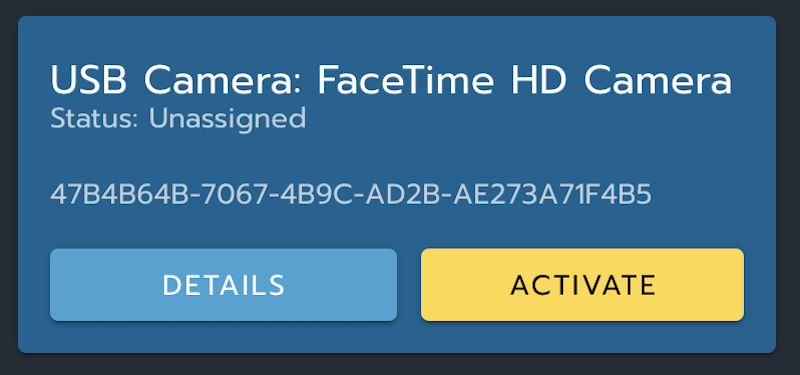 USB Camera: FaceTime HD Camera
Status: Unassigned
47B4B64B-7067-4B9C-AD2B-AE273A71F4B5
DETAILS
ACTIVATE